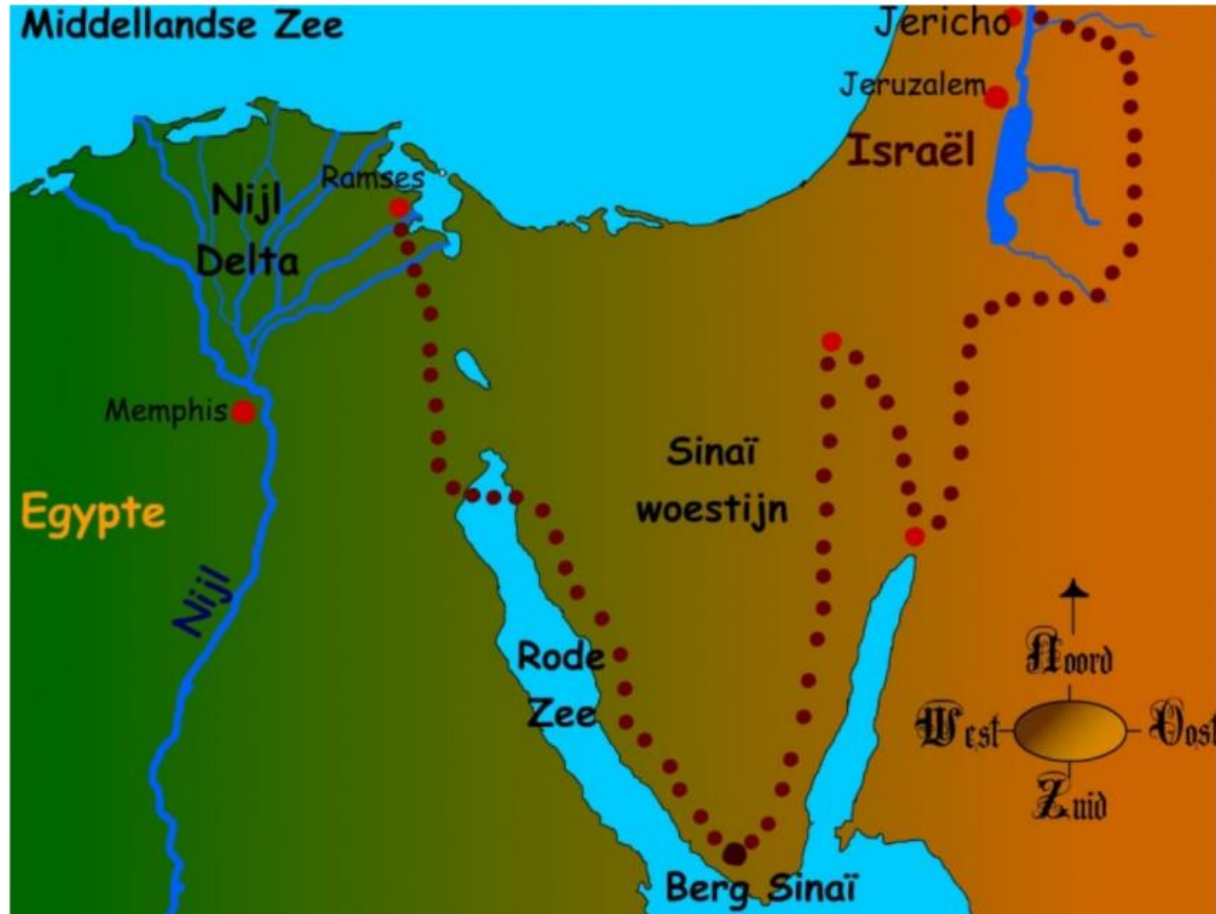 Middellandse Zee
Jericho
Jeruzalem
Israël
Ramses
Nijl
Delta
Memphis
Egypte
Nijl
Sinaï
woestijn
Rode
Zee
Berg Sinaï
Noord
West
Oost
Zuid